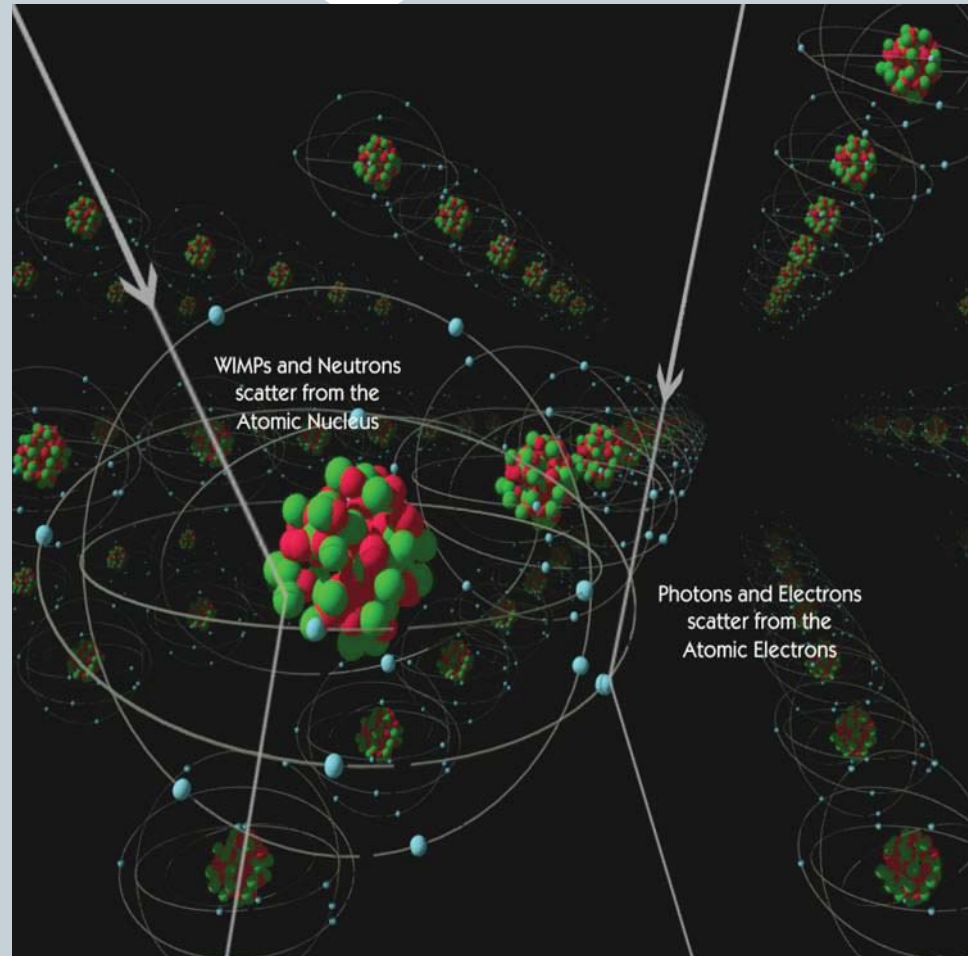 WIMPs and Neutrons
scatter from the
Atomic Nucleus
Photons and Electrons
scatter from the
Atomic Electrons